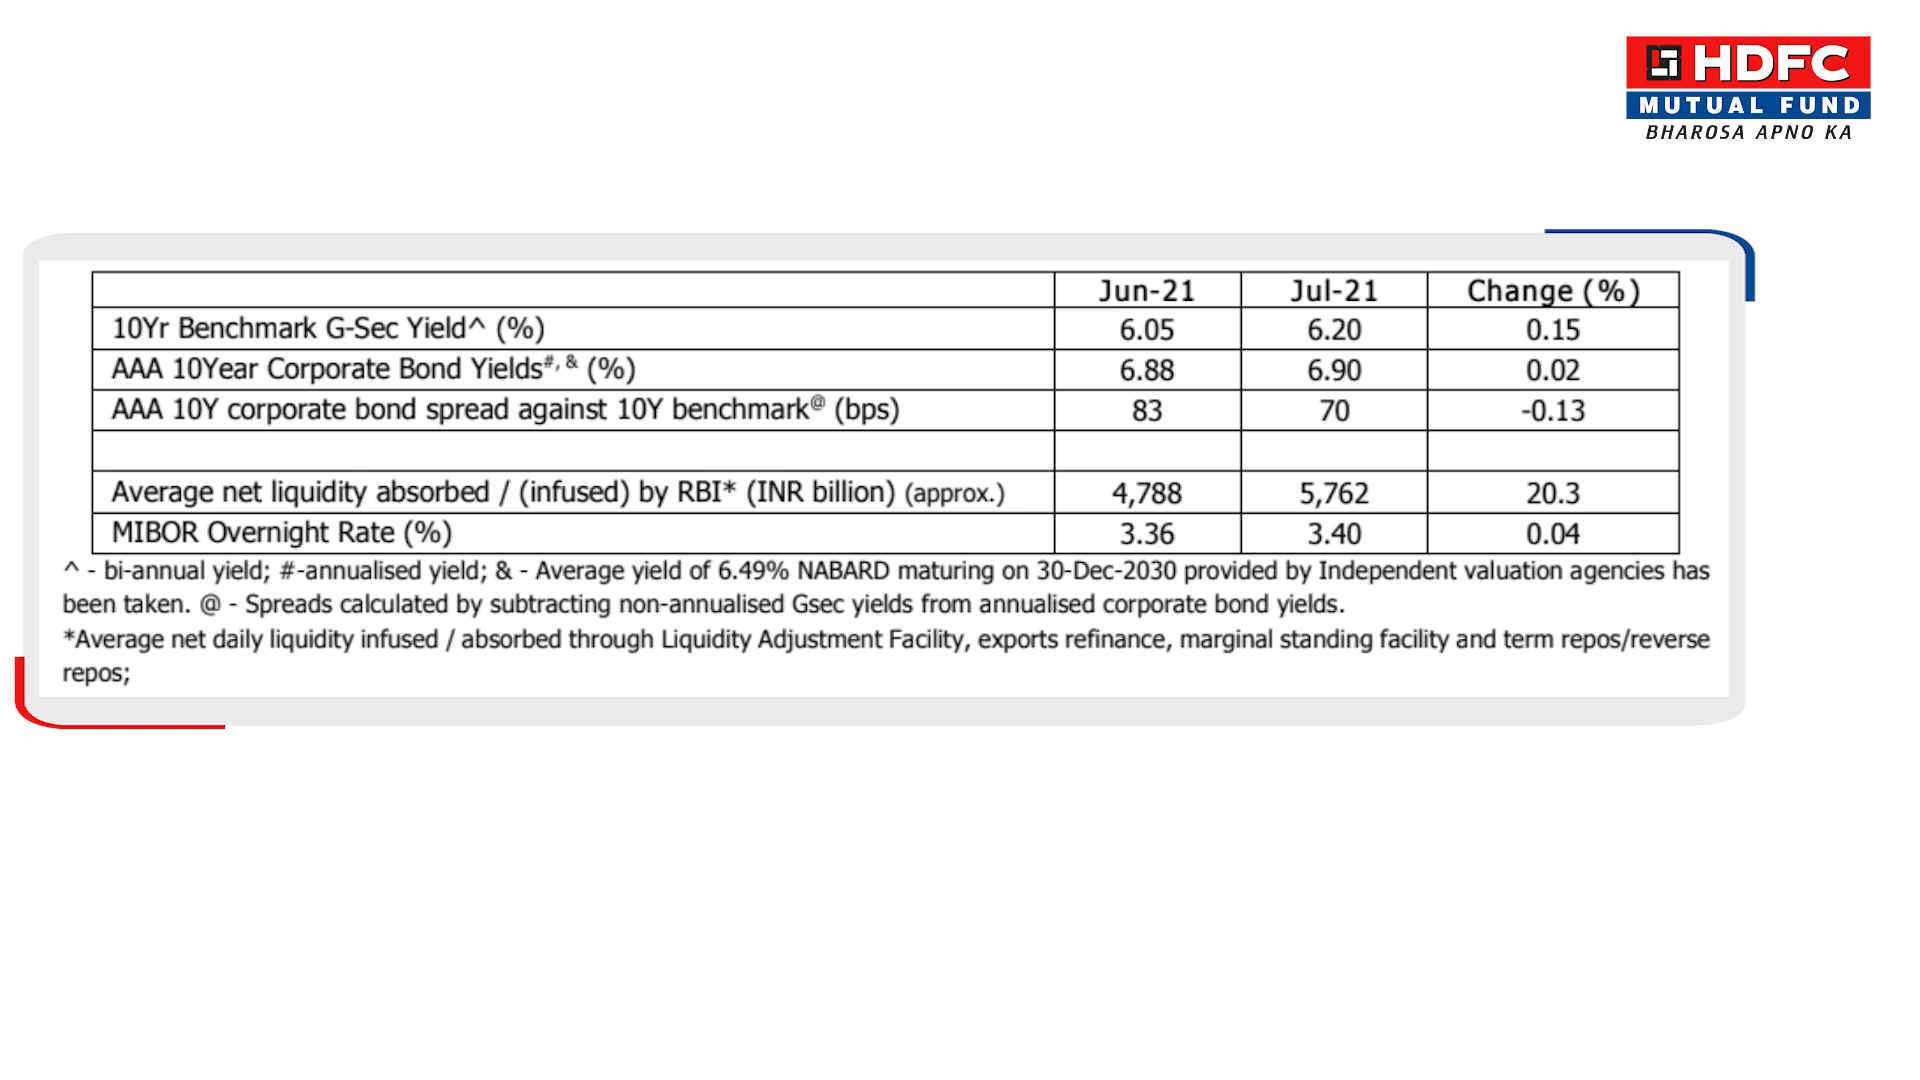 HDFC
MUTUAL FUND
BHAROSA APNO KA
Jun-21 Jul-21 Change (%)
10Yr Benchmark G-Sec Yield^ (%) 6.05 6.20 0.15
AAA 10Year Corporate Bond Yields#, & (%) 6.88 6.90 0.02
AAA 10Y corporate bond spread against 10Y benchmark@ (bps) 83 70 -0.13
Average net liquidity absorbed / (infused) by RBI* (INR billion) (approx.) 4,788 5,762 20.3
MIBOR Overnight Rate (%) 3.36 3.40 0.04
^ - bi-annual yield; #-annualised yield; & - Average yield of 6.49% NABARD maturing on 30-Dec-2030 provided by Independent valuation agencies has
been taken. @ - Spreads calculated by subtracting non-annualised Gsec yields from annualised corporate bond yields.
*Average net daily liquidity infused / absorbed through Liquidity Adjustment Facility, exports refinance, marginal standing facility and term repos/reverse
repos;